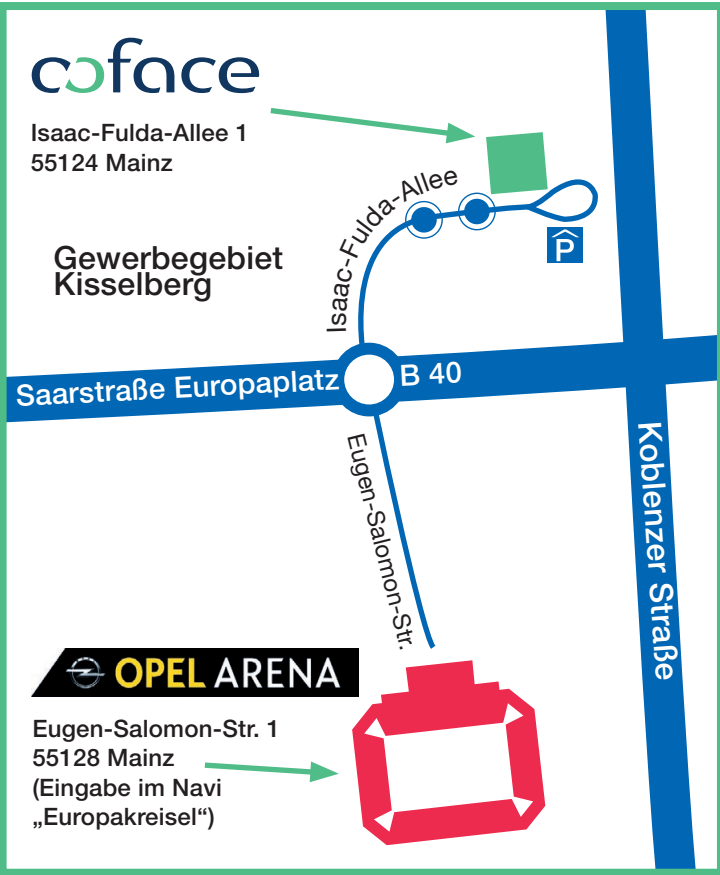 coface
Isaac-Fulda-Allee 1
55124 Mainz
Isaac-Fulda-Allee
P
Gewerbegebiet
Kisselberg
Saarstraße Europaplatz
B 40
Koblenzer Straße
Eugen-Salomon-Str.
OPEL ARENA
Eugen-Salomon-Str. 1
55128 Mainz
(Eingabe im Navi
„Europakreisel“)